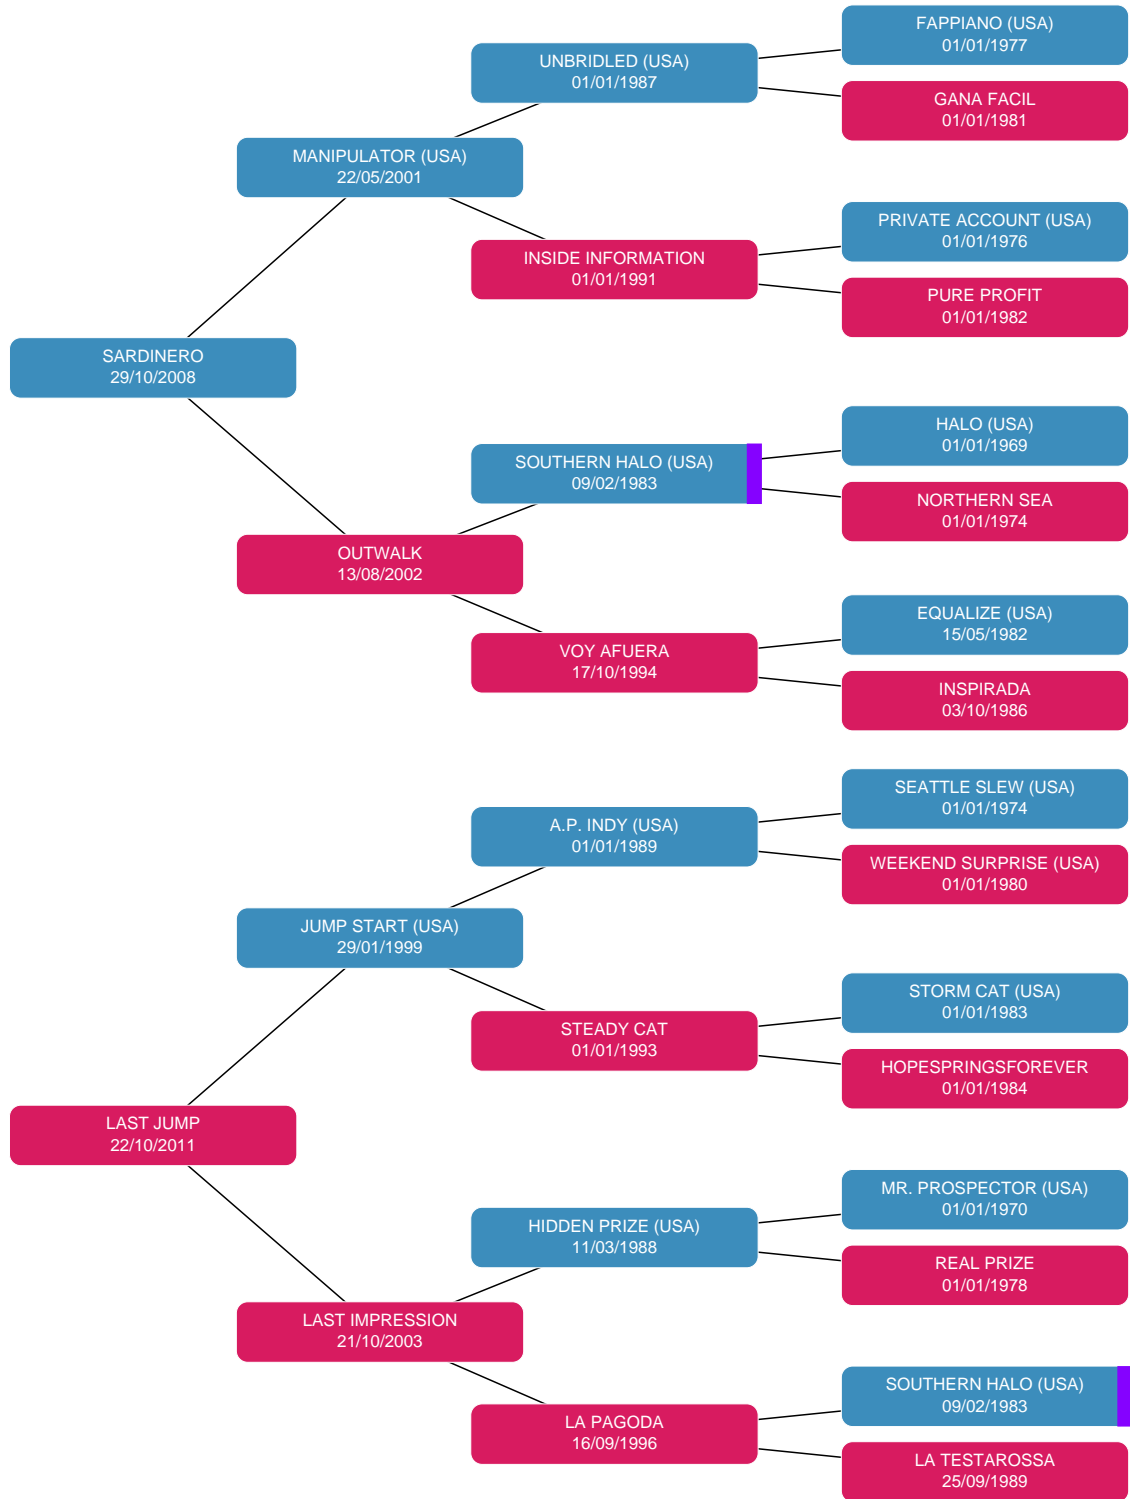 FAPPIANO (USA)
01/01/1977
UNBRIDLED (USA)
01/01/1987
GANA FACIL
01/01/1981
MANIPULATOR (USA)
22/05/2001
PRIVATE ACCOUNT (USA)
01/01/1976
INSIDE INFORMATION
01/01/1991
PURE PROFIT
01/01/1982
SARDINERO
29/10/2008
HALO (USA)
01/01/1969
SOUTHERN HALO (USA)
09/02/1983
NORTHERN SEA
01/01/1974
OUTWALK
13/08/2002
EQUALIZE (USA)
15/05/1982
VOY AFUERA
17/10/1994
INSPIRADA
03/10/1986
SEATTLE SLEW (USA)
01/01/1974
A.P. INDY (USA)
01/01/1989
WEEKEND SURPRISE (USA)
01/01/1980
JUMP START (USA)
29/01/1999
STORM CAT (USA)
01/01/1983
STEADY CAT
01/01/1993
HOPESPRINGSFOREVER
01/01/1984
LAST JUMP
22/10/2011
MR. PROSPECTOR (USA)
01/01/1970
HIDDEN PRIZE (USA)
11/03/1988
REAL PRIZE
01/01/1978
LAST IMPRESSION
21/10/2003
SOUTHERN HALO (USA)
09/02/1983
LA PAGODA
16/09/1996
LA TESTAROSSA
25/09/1989